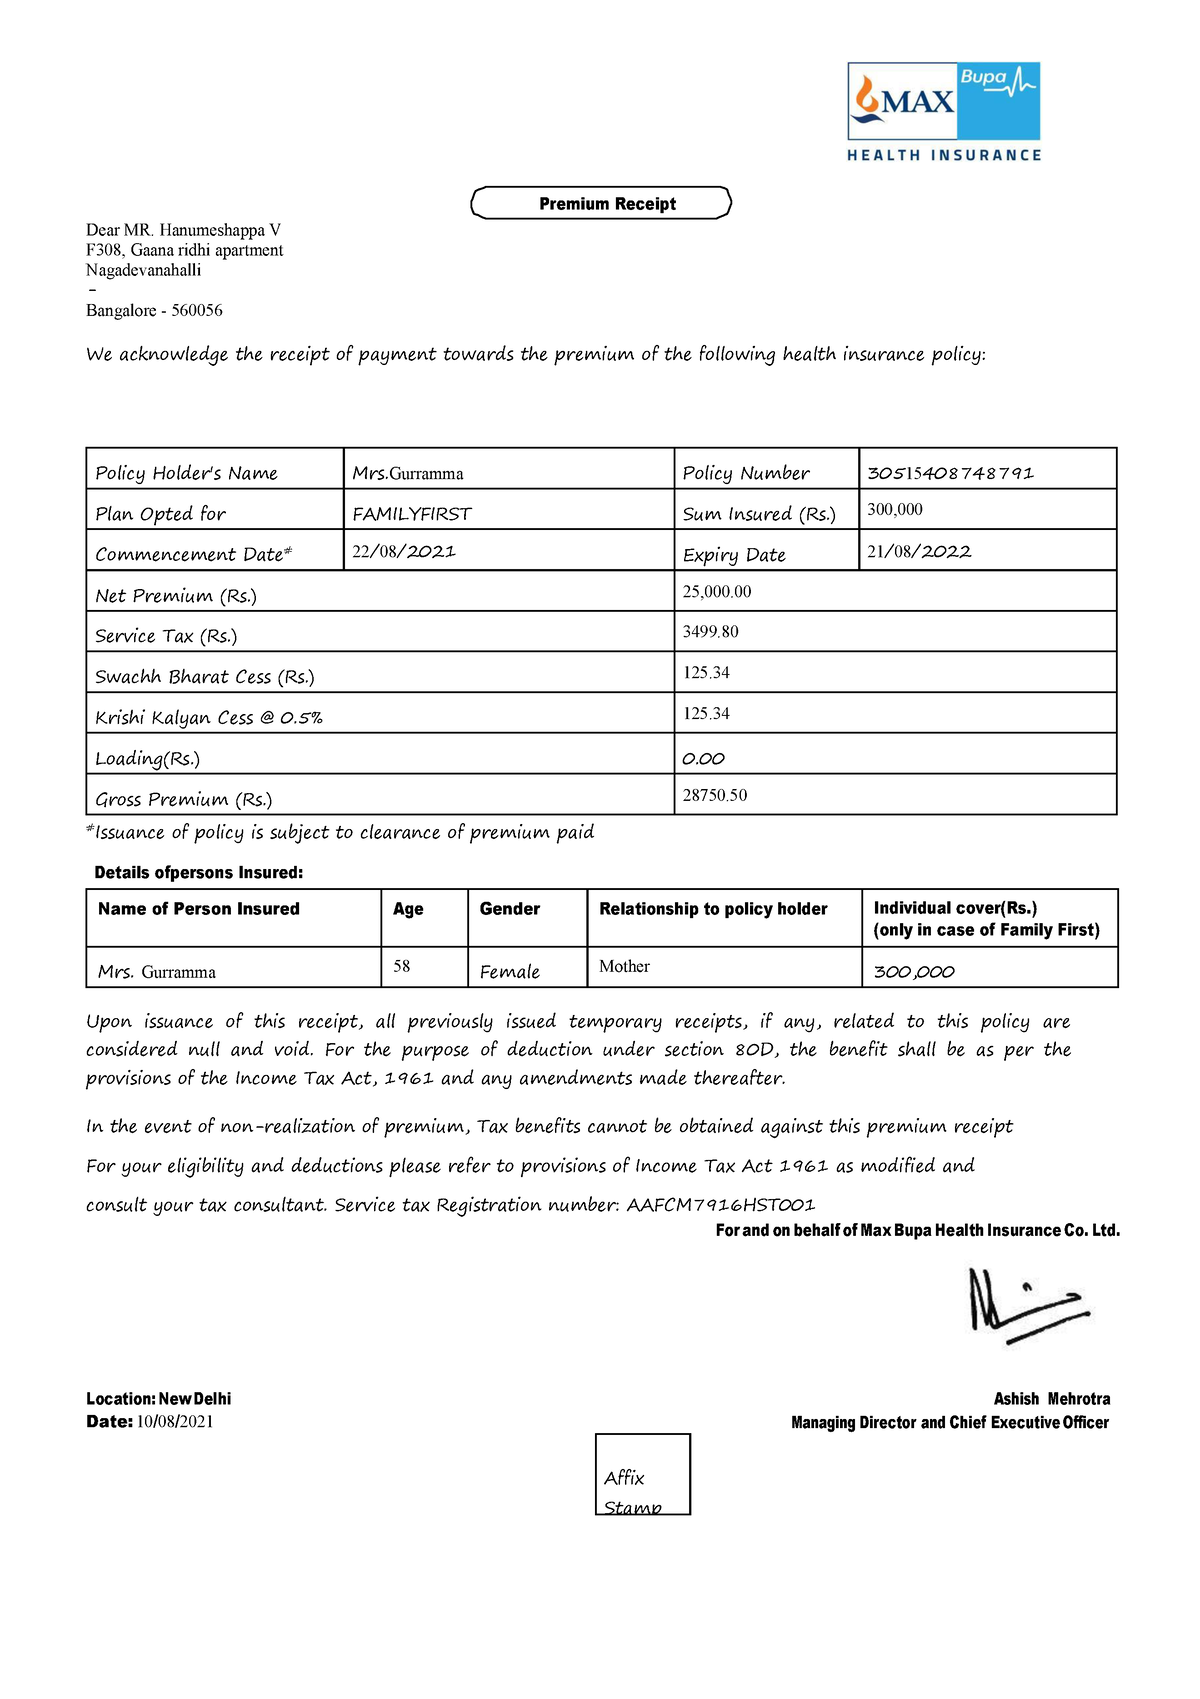 MAX Bupa
HEALTH INSURANCE
Premium Receipt
Dear MR. Hanumeshappa V
F308, Gaana ridhi apartment
Nagadevanahalli
-
Bangalore - 560056
We acknowledge the receipt of payment towards the premium of the following health insurance policy:
Policy Holder's Name Mrs.Gurramma Policy Number 30515408748791
Plan Opted for FAMILYFIRST Sum Insured (Rs.) 300,000
Commencement Date# 22/08/2021 Expiry Date 21/08/2022
Net Premium (Rs.) 25,000.00
Service Tax (Rs.) 3499.80
Swachh Bharat Cess (Rs.) 125.34
Krishi Kalyan Cess @ 0.5% 125.34
Loading(Rs.) 0.00
Gross Premium (Rs.) 28750.50
#Issuance of policy is subject to clearance of premium paid
Details ofpersons Insured:
Name of Person Insured Age Gender Relationship to policy holder Individual cover(Rs.)
(only in case of Family First)
Mrs. Gurramma 58 Female Mother 300,000
Upon issuance of this receipt, all previously issued temporary receipts, if any, related to this policy are
considered null and void. For the purpose of deduction under section 80D, the benefit shall be as per the
provisions of the Income Tax Act, 1961 and any amendments made thereafter.
In the event of non-realization of premium, Tax benefits cannot be obtained against this premium receipt
For your eligibility and deductions please refer to provisions of Income Tax Act 1961 as modified and
consult your tax consultant. Service tax Registration number: AAFCM7916HST001
For and on behalf of Max Bupa Health Insurance Co. Ltd.
Location: New Delhi Ashish Mehrotra
Date: 10/08/2021 Managing Director and Chief Executive Officer
Affix
Stamp